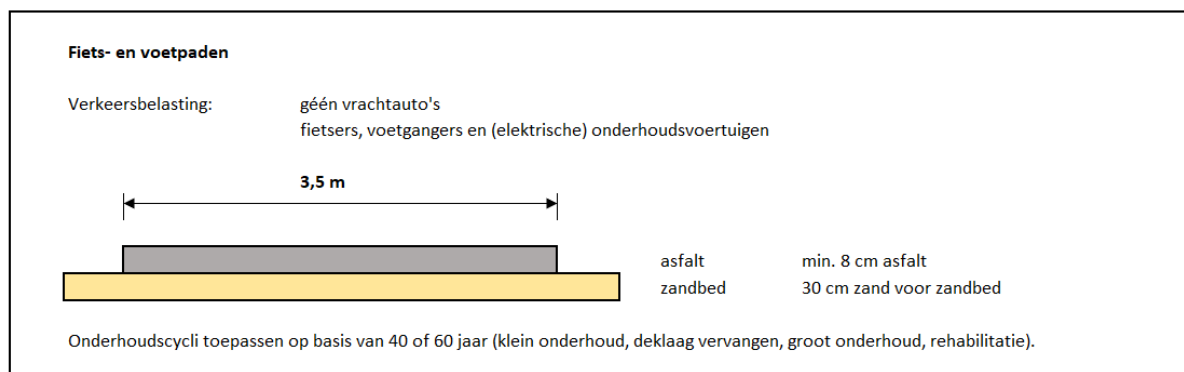 Fiets- en voetpaden
Verkeersbelasting: géén vrachtauto's
fietsers, voetgangers en (elektrische) onderhoudsvoertuigen
3,5 m
asfalt min. 8 cm asfalt
zandbed 30 cm zand voor zandbed
Onderhoudscycli toepassen op basis van 40 of 60 jaar (klein onderhoud, deklaag vervangen, groot onderhoud, rehabilitatie).